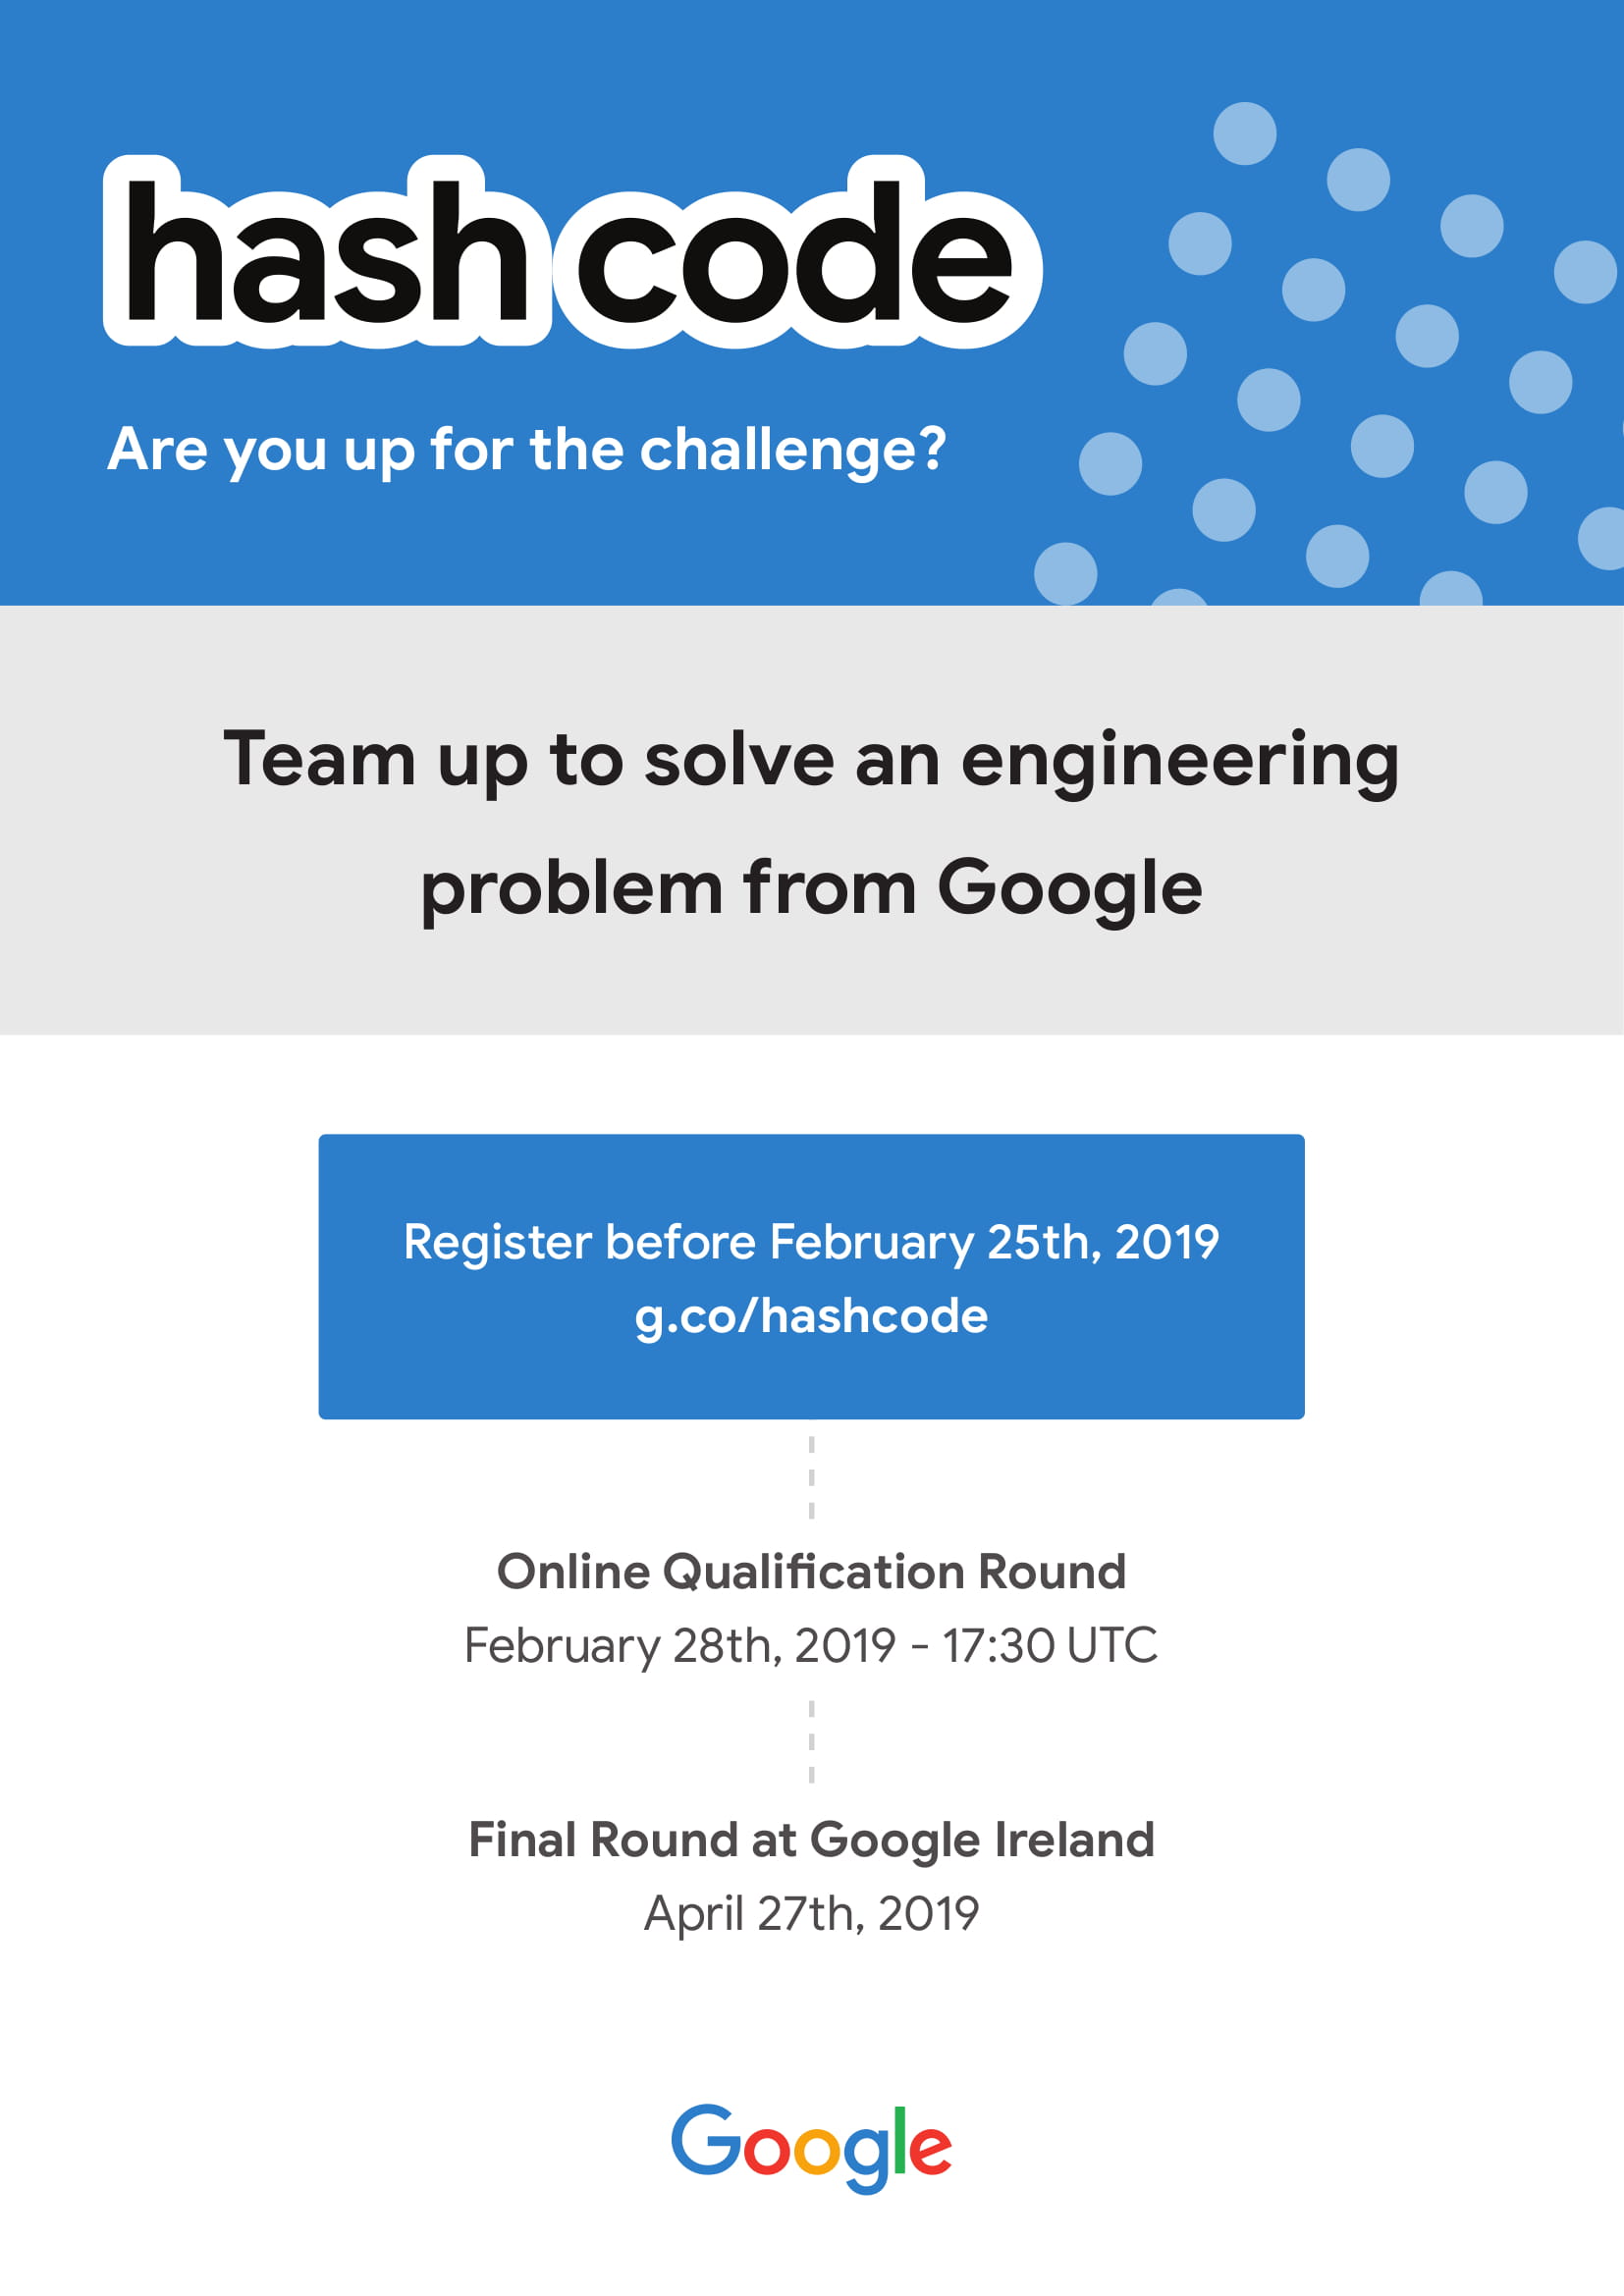 hash code
Are you up for the challenge?
Team up to solve an engineering
problem from Google
Register before February 25th, 2019
g.co/hashcode
Online Qualification Round
February 28th, 2019 - 17:30 UTC
Final Round at Google Ireland
April 27th, 2019
Google